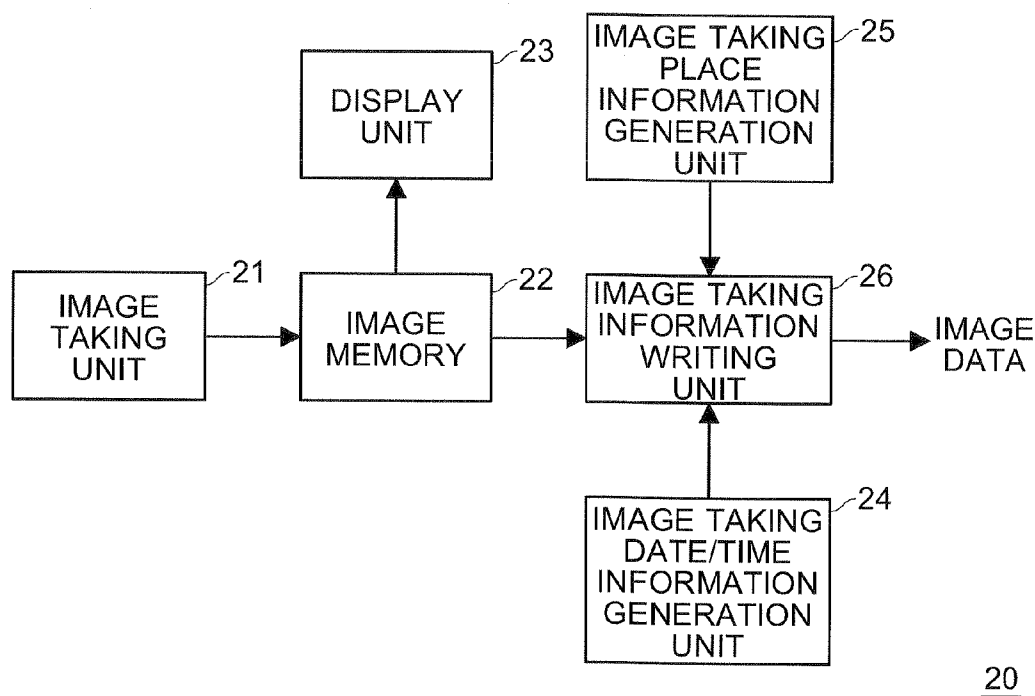 23
DISPLAY
UNIT
25
IMAGE TAKING
PLACE
INFORMATION
GENERATION
UNIT
21
IMAGE
TAKING
UNIT
22
IMAGE
MEMORY
26
IMAGE TAKING
INFORMATION
WRITING
UNIT
IMAGE
DATA
24
IMAGE TAKING
DATE/TIME
INFORMATION
GENERATION
UNIT
20